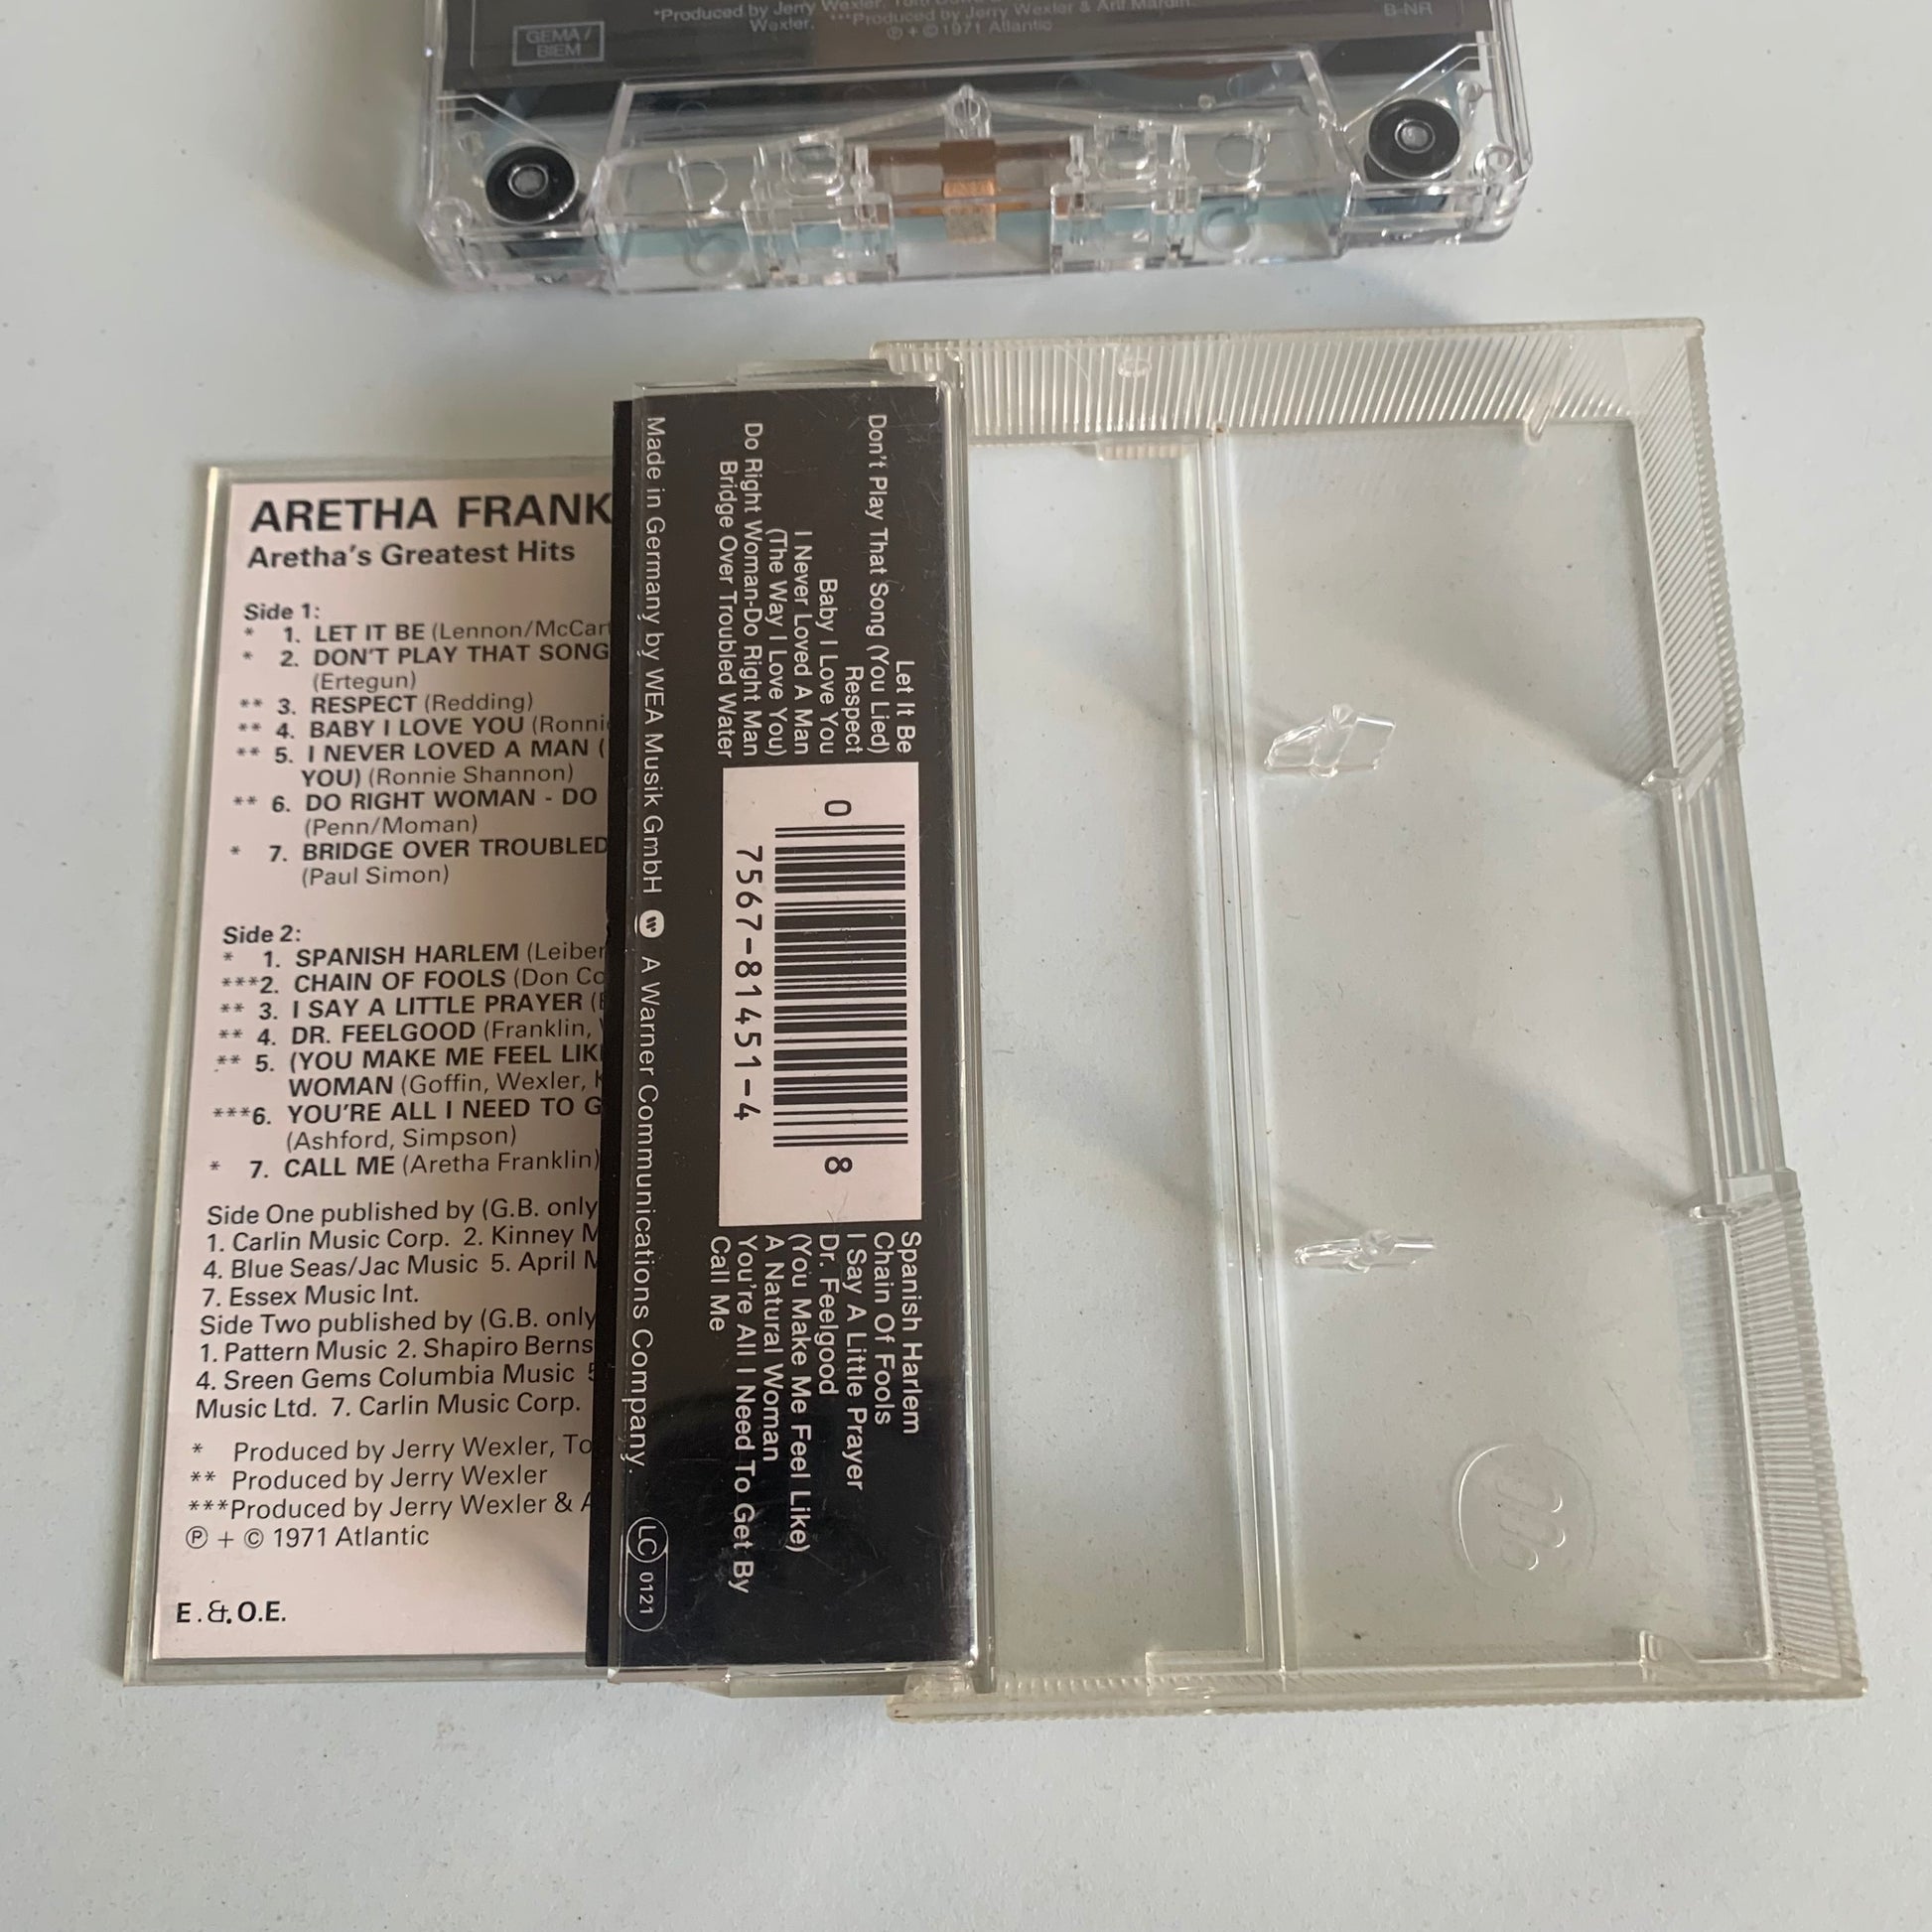 *Produced by Jerry Wexler,
Wexler. ***Produced by Jerry Wexler & Arif Mardin.
℗ + © 1971 Atlantic
GEMA /
BIEM
B-NR
ARETHA FRANK
Aretha's Greatest Hits
Side 1:
* 1. LET IT BE (Lennon/McCart
* 2. DON'T PLAY THAT SONG
(Ertegun)
** 3. RESPECT (Redding)
** 4. BABY I LOVE YOU (Ronnie
** 5. I NEVER LOVED A MAN (
YOU) (Ronnie Shannon)
** 6. DO RIGHT WOMAN - DO
(Penn/Moman)
* 7. BRIDGE OVER TROUBLED
(Paul Simon)
Side 2:
* 1. SPANISH HARLEM (Leiber
***2. CHAIN OF FOOLS (Don Co
** 3. I SAY A LITTLE PRAYER (
** 4. DR. FEELGOOD (Franklin,
** 5. (YOU MAKE ME FEEL LIK
WOMAN (Goffin, Wexler, K
***6. YOU'RE ALL I NEED TO G
(Ashford, Simpson)
* 7. CALL ME (Aretha Franklin)
Side One published by (G.B. only
1. Carlin Music Corp. 2. Kinney M
4. Blue Seas/Jac Music 5. April M
7. Essex Music Int.
Side Two published by (G.B. only
1. Pattern Music 2. Shapiro Berns
4. Sreen Gems Columbia Music 5
Music Ltd. 7. Carlin Music Corp.
* Produced by Jerry Wexler, To
** Produced by Jerry Wexler
***Produced by Jerry Wexler & A
℗ + © 1971 Atlantic
E. & O.E.
Let It Be
Don't Play That Song (You Lied)
Respect
Baby I Love You
I Never Loved A Man
(The Way I Love You)
Do Right Woman-Do Right Man
Bridge Over Troubled Water
0
7567-81451-4
8
Spanish Harlem
Chain Of Fools
I Say A Little Prayer
Dr. Feelgood
(You Make Me Feel Like)
A Natural Woman
You're All I Need To Get By
Call Me
Made in Germany by WEA Musik GmbH A Warner Communications Company. LC 0121